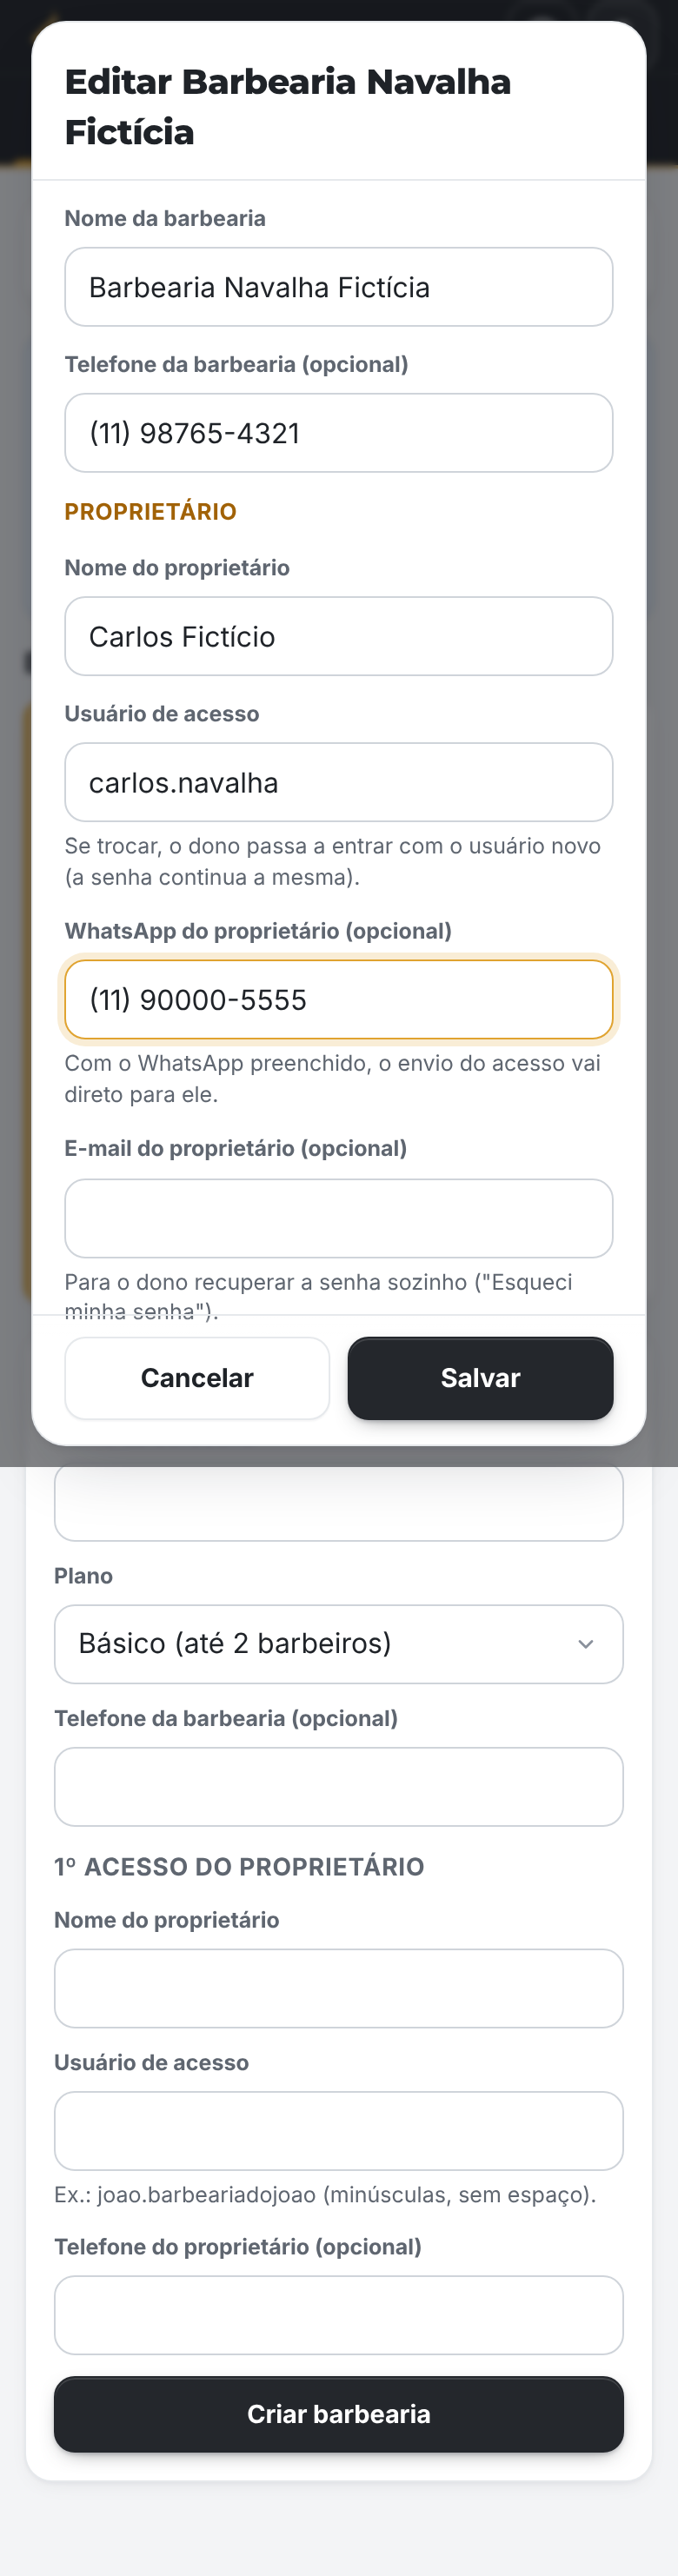 Editar Barbearia Navalha
Fictícia
Nome da barbearia
Barbearia Navalha Fictícia
Telefone da barbearia (opcional)
(11) 98765-4321
PROPRIETÁRIO
Nome do proprietário
Carlos Fictício
Usuário de acesso
carlos.navalha
Se trocar, o dono passa a entrar com o usuário novo
(a senha continua a mesma).
WhatsApp do proprietário (opcional)
(11) 90000-5555
Com o WhatsApp preenchido, o envio do acesso vai
direto para ele.
E-mail do proprietário (opcional)
Para o dono recuperar a senha sozinho ("Esqueci
minha senha").
Cancelar
Salvar
Plano
Básico (até 2 barbeiros)
Telefone da barbearia (opcional)
1º ACESSO DO PROPRIETÁRIO
Nome do proprietário
Usuário de acesso
Ex.: joao.barbeariadojoao (minúsculas, sem espaço).
Telefone do proprietário (opcional)
Criar barbearia